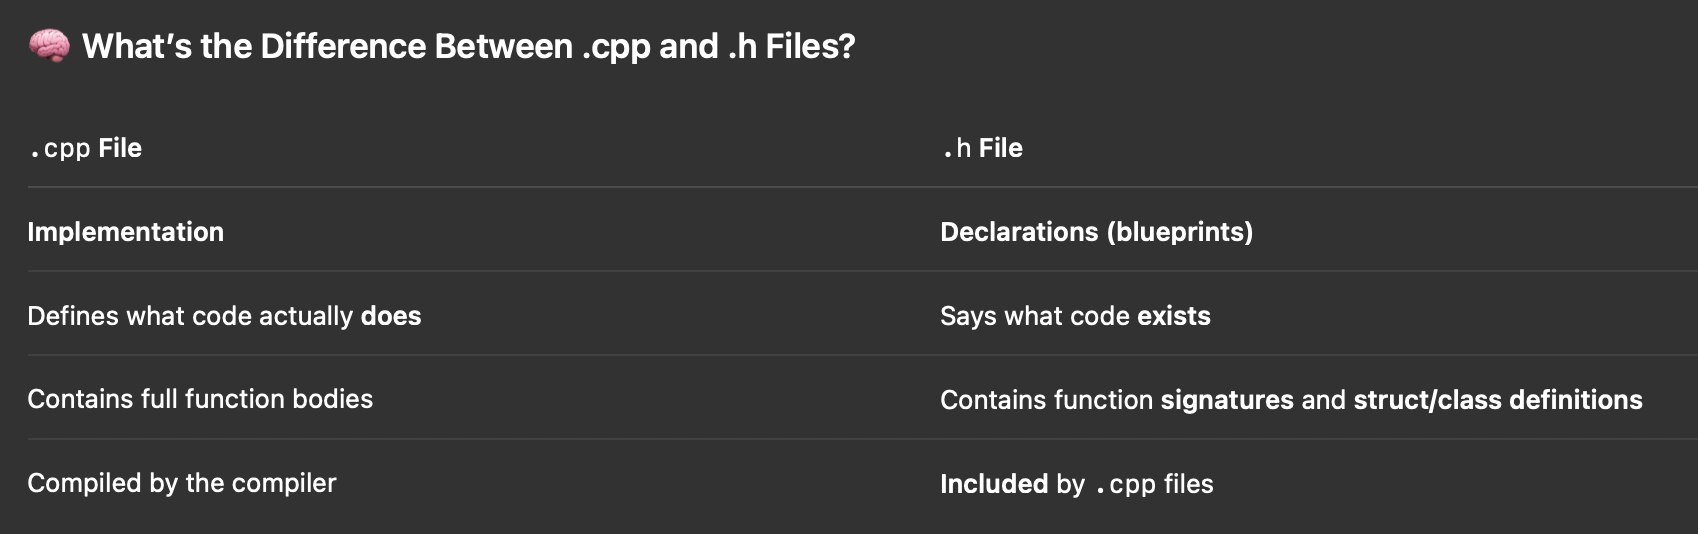 🧠 What's the Difference Between .cpp and .h Files?
.cpp File .h File
Implementation Declarations (blueprints)
Defines what code actually does Says what code exists
Contains full function bodies Contains function signatures and struct/class definitions
Compiled by the compiler Included by .cpp files